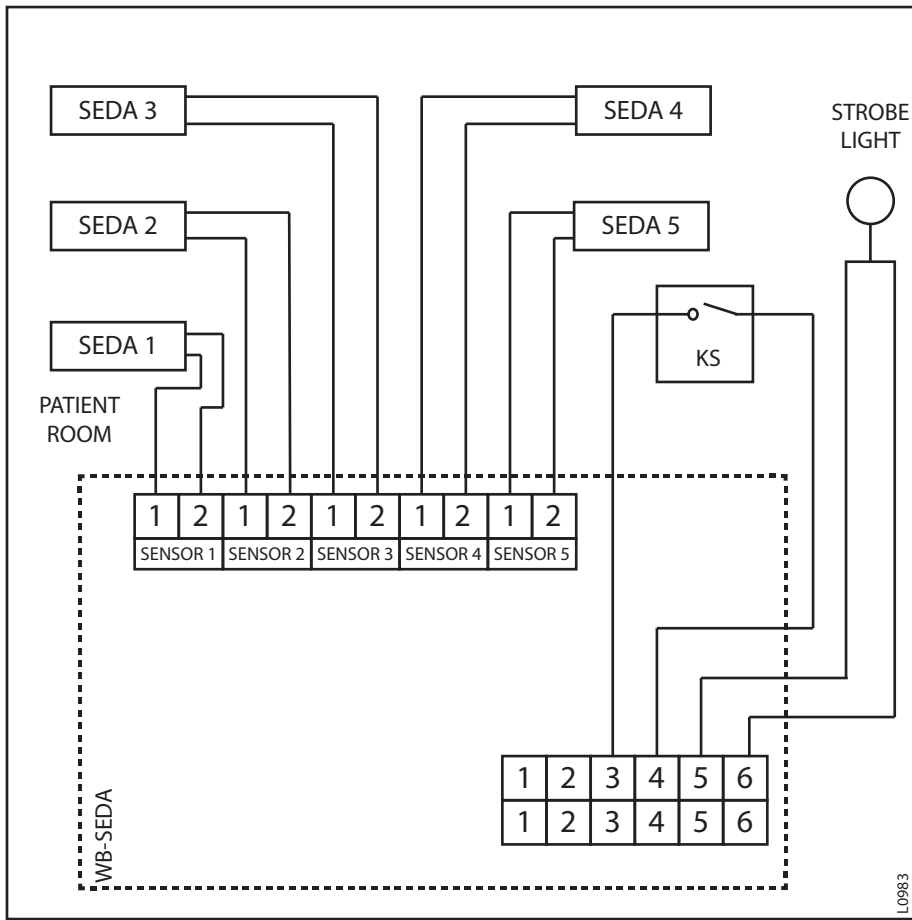 SEDA 3
SEDA 4
STROBE
LIGHT
SEDA 2
SEDA 5
SEDA 1
KS
PATIENT
ROOM
1 2 1 2 1 2 1 2 1 2
SENSOR 1 SENSOR 2 SENSOR 3 SENSOR 4 SENSOR 5
1 2 3 4 5 6
1 2 3 4 5 6
WB-SEDA
L0983